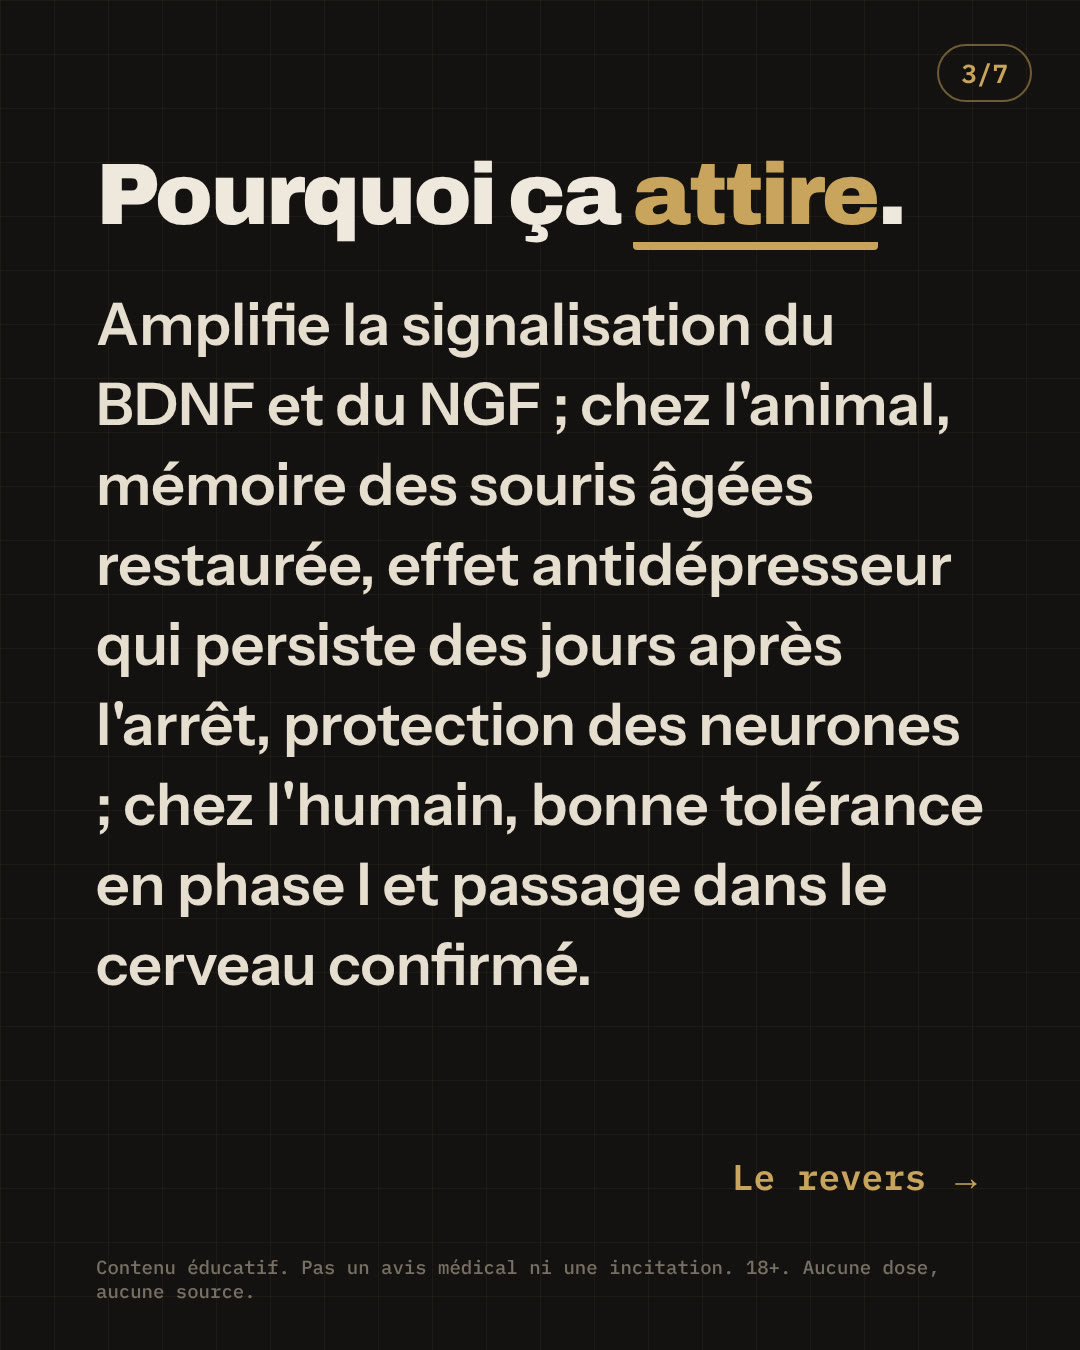 3/7
Pourquoi ça attire.
Amplifie la signalisation du
BDNF et du NGF ; chez l'animal,
mémoire des souris âgées
restaurée, effet antidépresseur
qui persiste des jours après
l'arrêt, protection des neurones
; chez l'humain, bonne tolérance
en phase I et passage dans le
cerveau confirmé.
Le revers →
Contenu éducatif. Pas un avis médical ni une incitation. 18+. Aucune dose,
aucune source.